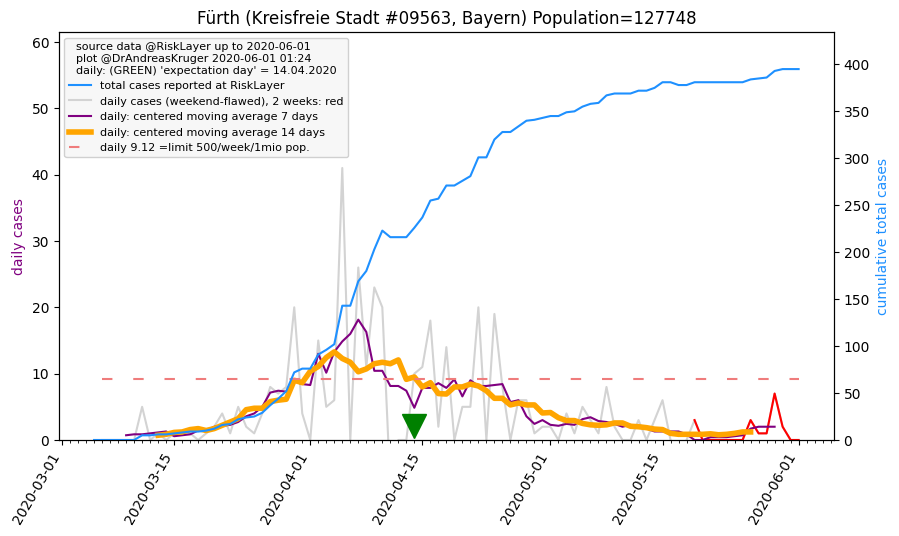 Fürth (Kreisfreie Stadt #09563, Bayern) Population=127748
source data @RiskLayer up to 2020-06-01
plot @DrAndreasKruger 2020-06-01 01:24
daily: (GREEN) 'expectation day' = 14.04.2020
total cases reported at RiskLayer
daily cases (weekend-flawed), 2 weeks: red
daily: centered moving average 7 days
daily: centered moving average 14 days
daily 9.12 =limit 500/week/1mio pop.
daily cases
60
50
40
30
20
10
0
cumulative total cases
400
350
300
250
200
150
100
50
0
2020-03-01
2020-03-15
2020-04-01
2020-04-15
2020-05-01
2020-05-15
2020-06-01